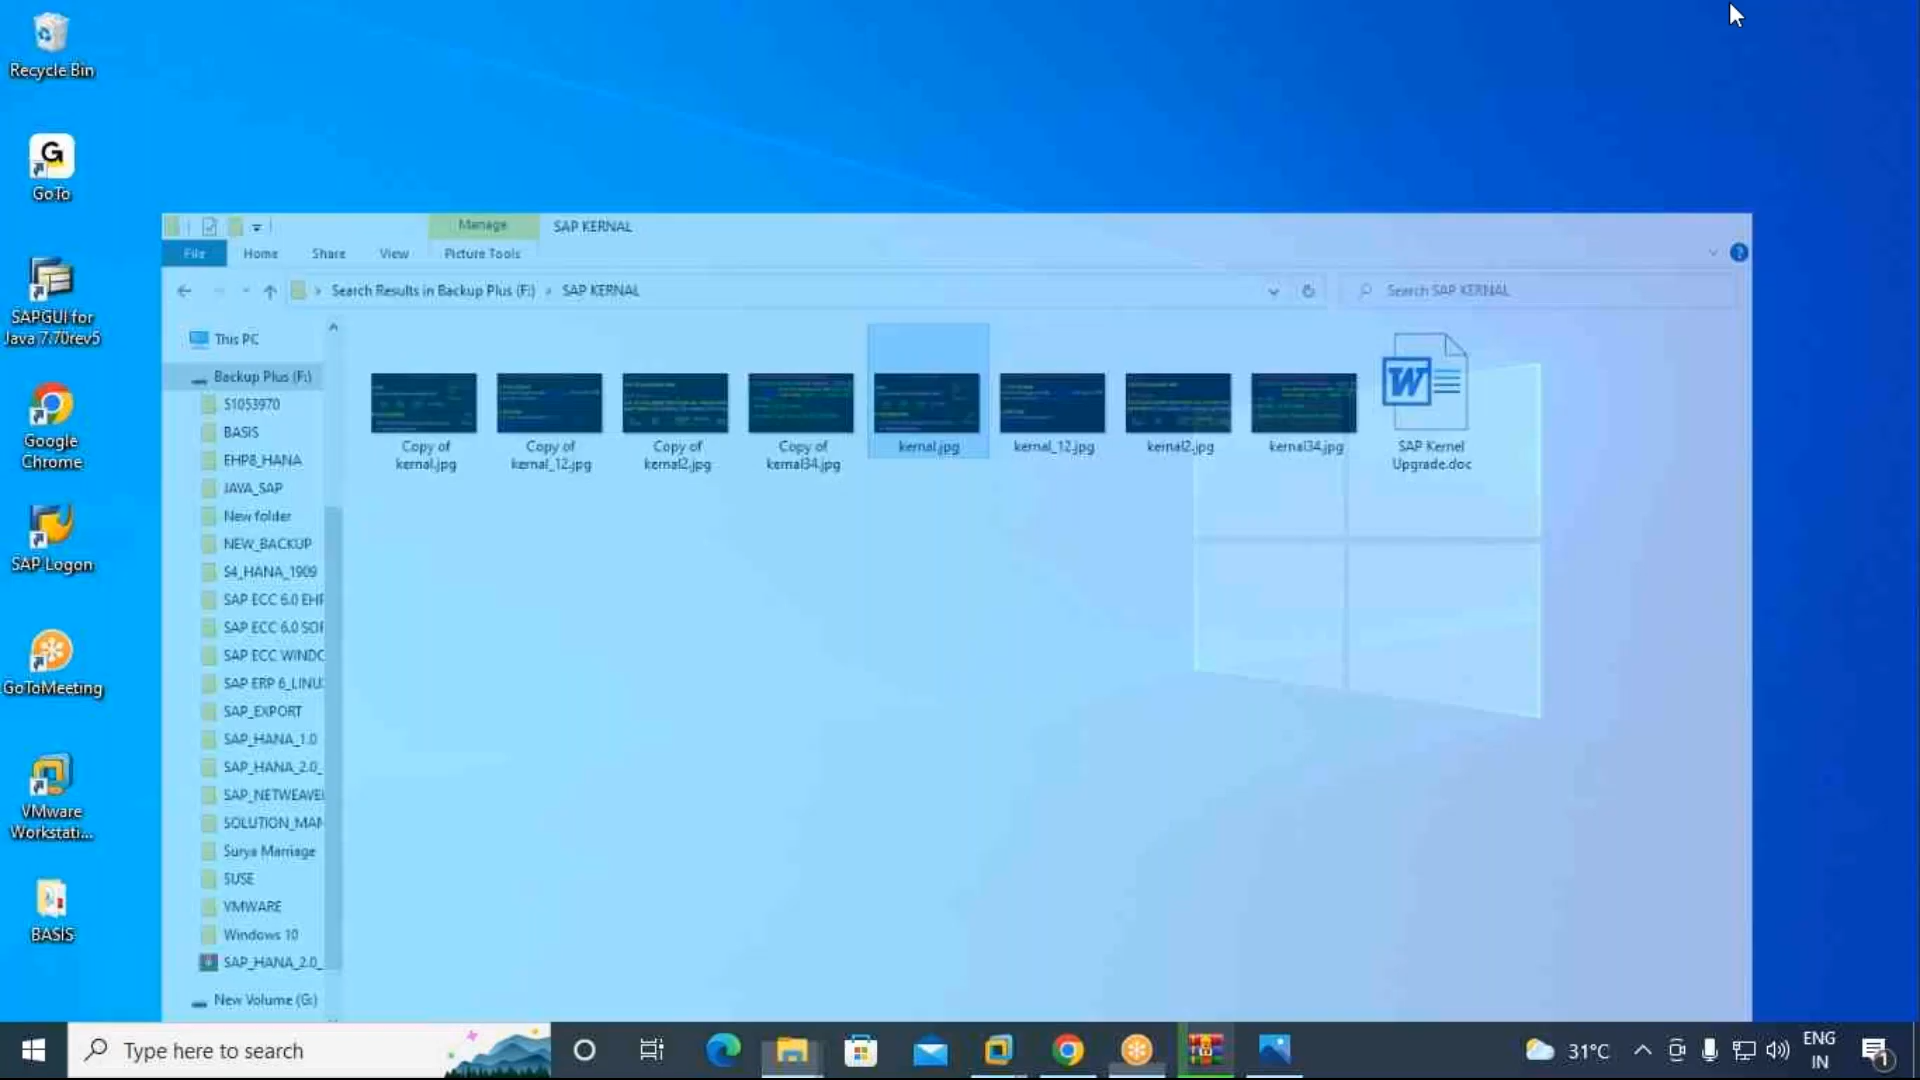 Recycle Bin
GoTo
SAPGUI for
Java 7.70rev5
Google
Chrome
SAP Logon
GoToMeeting
VMware
Workstati...
BASIS
Manage
SAP KERNAL
File
Home
Share
View
Picture Tools
Search Results in Backup Plus (F:)
SAP KERNAL
Search SAP KERNAL
This PC
Backup Plus (F:)
51053970
BASIS
EHP8_HANA
JAVA_SAP
New folder
NEW_BACKUP
S4_HANA_1909
SAP ECC 6.0 EHP
SAP ECC 6.0 SOF
SAP ECC WINDO
SAP ERP 6_LINU
SAP_EXPORT
SAP_HANA_1.0
SAP_HANA_2.0_
SAP_NETWEAVE
SOLUTION_MAN
Surya Marriage
SUSE
VMWARE
Windows 10
SAP_HANA_2.0_
New Volume (G:)
Copy of
kernal.jpg
Copy of
kernal_12.jpg
Copy of
kernal2.jpg
Copy of
kernal34.jpg
kernal.jpg
kernal_12.jpg
kernal2.jpg
kernal34.jpg
SAP Kernel
Upgrade.doc
Type here to search
31°C
ENG
IN
1